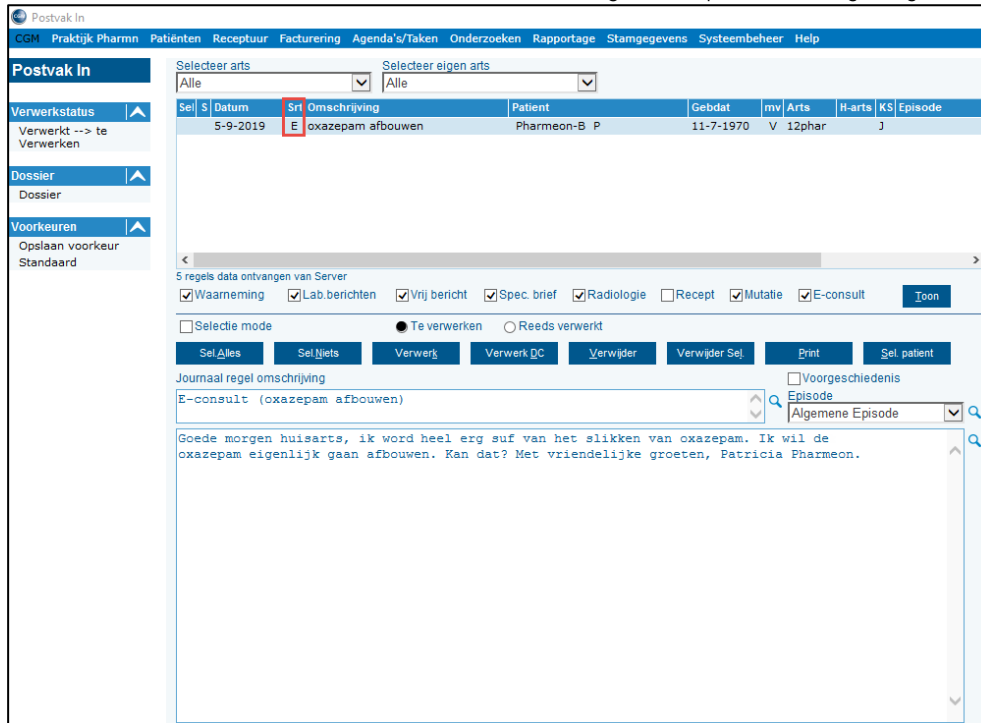 Postvak In
CGM Praktijk Pharmn Patiënten Receptuur Facturering Agenda's/Taken Onderzoeken Rapportage Stamgegevens Systeembeheer Help
Postvak In
Selecteer arts Selecteer eigen arts
Alle Alle
Verwerkstatus
Verwerkt --> te
Verwerken
Dossier
Dossier
Voorkeuren
Opslaan voorkeur
Standaard
Sel S Datum Srt Omschrijving Patient Gebdat mv Arts H-arts KS Episode
5-9-2019 E oxazepam afbouwen Pharmeon-B P 11-7-1970 V 12phar J
5 regels data ontvangen van Server
Waarneming Lab.berichten Vrij bericht Spec. brief Radiologie Recept Mutatie E-consult Toon
Selectie mode Te verwerken Reeds verwerkt
Sel.Alles Sel.Niets Verwerk Verwerk DC Verwijder Verwijder Sel. Print Sel. patient
Journaal regel omschrijving Voorgeschiedenis
E-consult (oxazepam afbouwen) Episode
Algemene Episode
Goede morgen huisarts, ik word heel erg suf van het slikken van oxazepam. Ik wil de
oxazepam eigenlijk gaan afbouwen. Kan dat? Met vriendelijke groeten, Patricia Pharmeon.